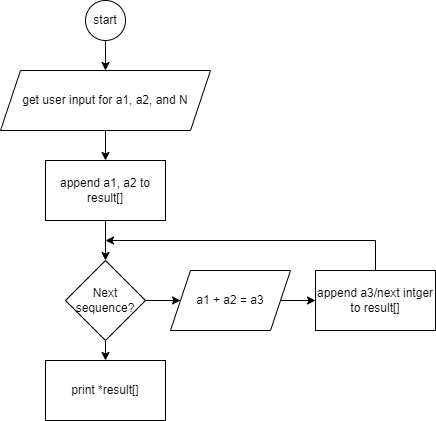 start
get user input for a1, a2, and N
append a1, a2 to
result[]
Next
sequence?
a1 + a2 = a3
append a3/next intger
to result[]
print *result[]